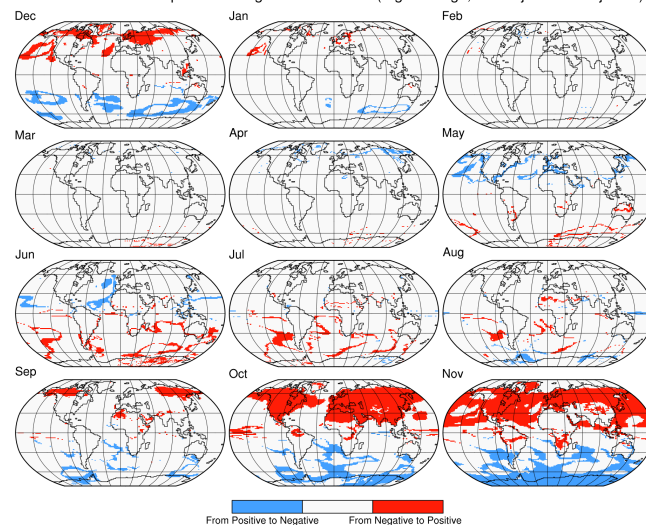 Dec
Jan
Feb
Mar
Apr
May
Jun
Jul
Aug
Sep
Oct
Nov
From Positive to Negative
From Negative to Positive